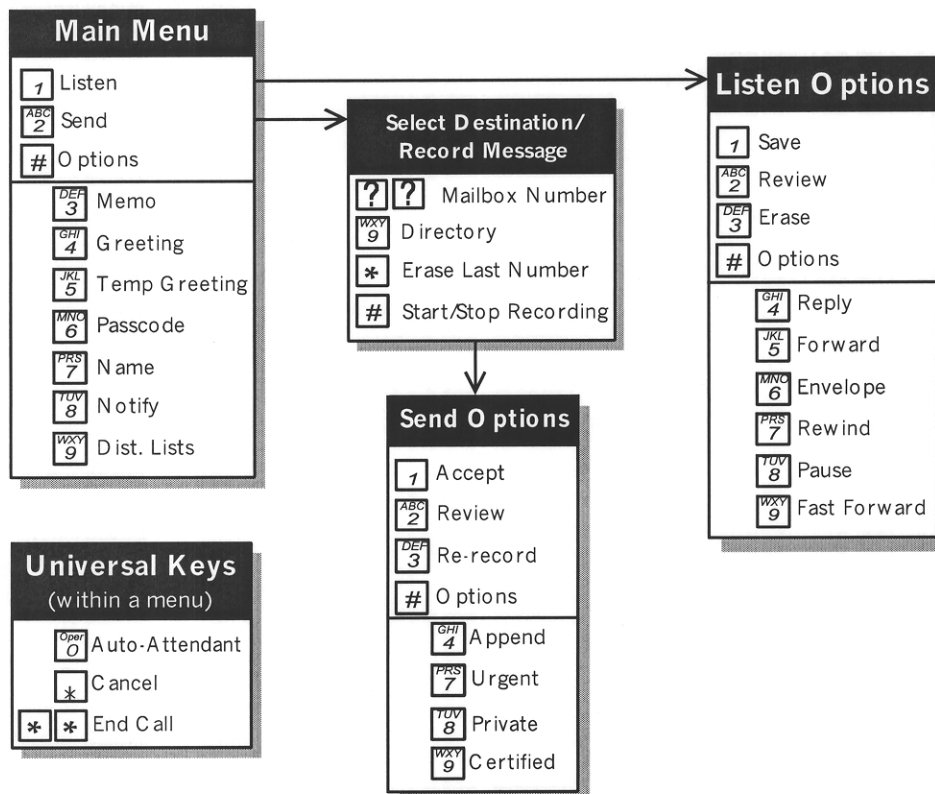 Main Menu
1 Listen
ABC 2 Send
# Options
DEF 3 Memo
GHI 4 Greeting
JKL 5 Temp Greeting
MNO 6 Passcode
PRS 7 Name
TUV 8 Notify
WXY 9 Dist. Lists
Select Destination/
Record Message
? ? Mailbox Number
WXY 9 Directory
* Erase Last Number
# Start/Stop Recording
Listen Options
1 Save
ABC 2 Review
DEF 3 Erase
# Options
GHI 4 Reply
JKL 5 Forward
MNO 6 Envelope
PRS 7 Rewind
TUV 8 Pause
WXY 9 Fast Forward
Send Options
1 Accept
ABC 2 Review
DEF 3 Re-record
# Options
GHI 4 Append
PRS 7 Urgent
TUV 8 Private
WXY 9 Certified
Universal Keys
(within a menu)
Oper 0 Auto-Attendant
* Cancel
* * End Call